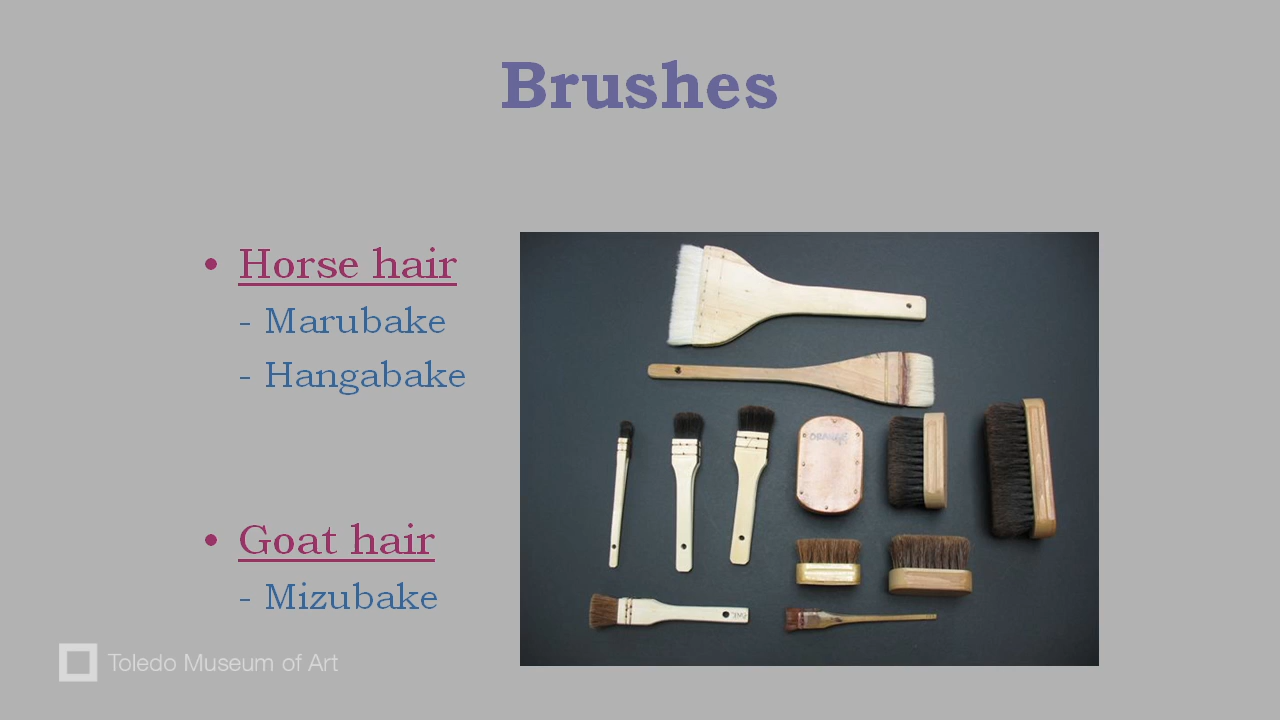 Brushes
• Horse hair
- Marubake
- Hangabake
• Goat hair
- Mizubake
Toledo Museum of Art